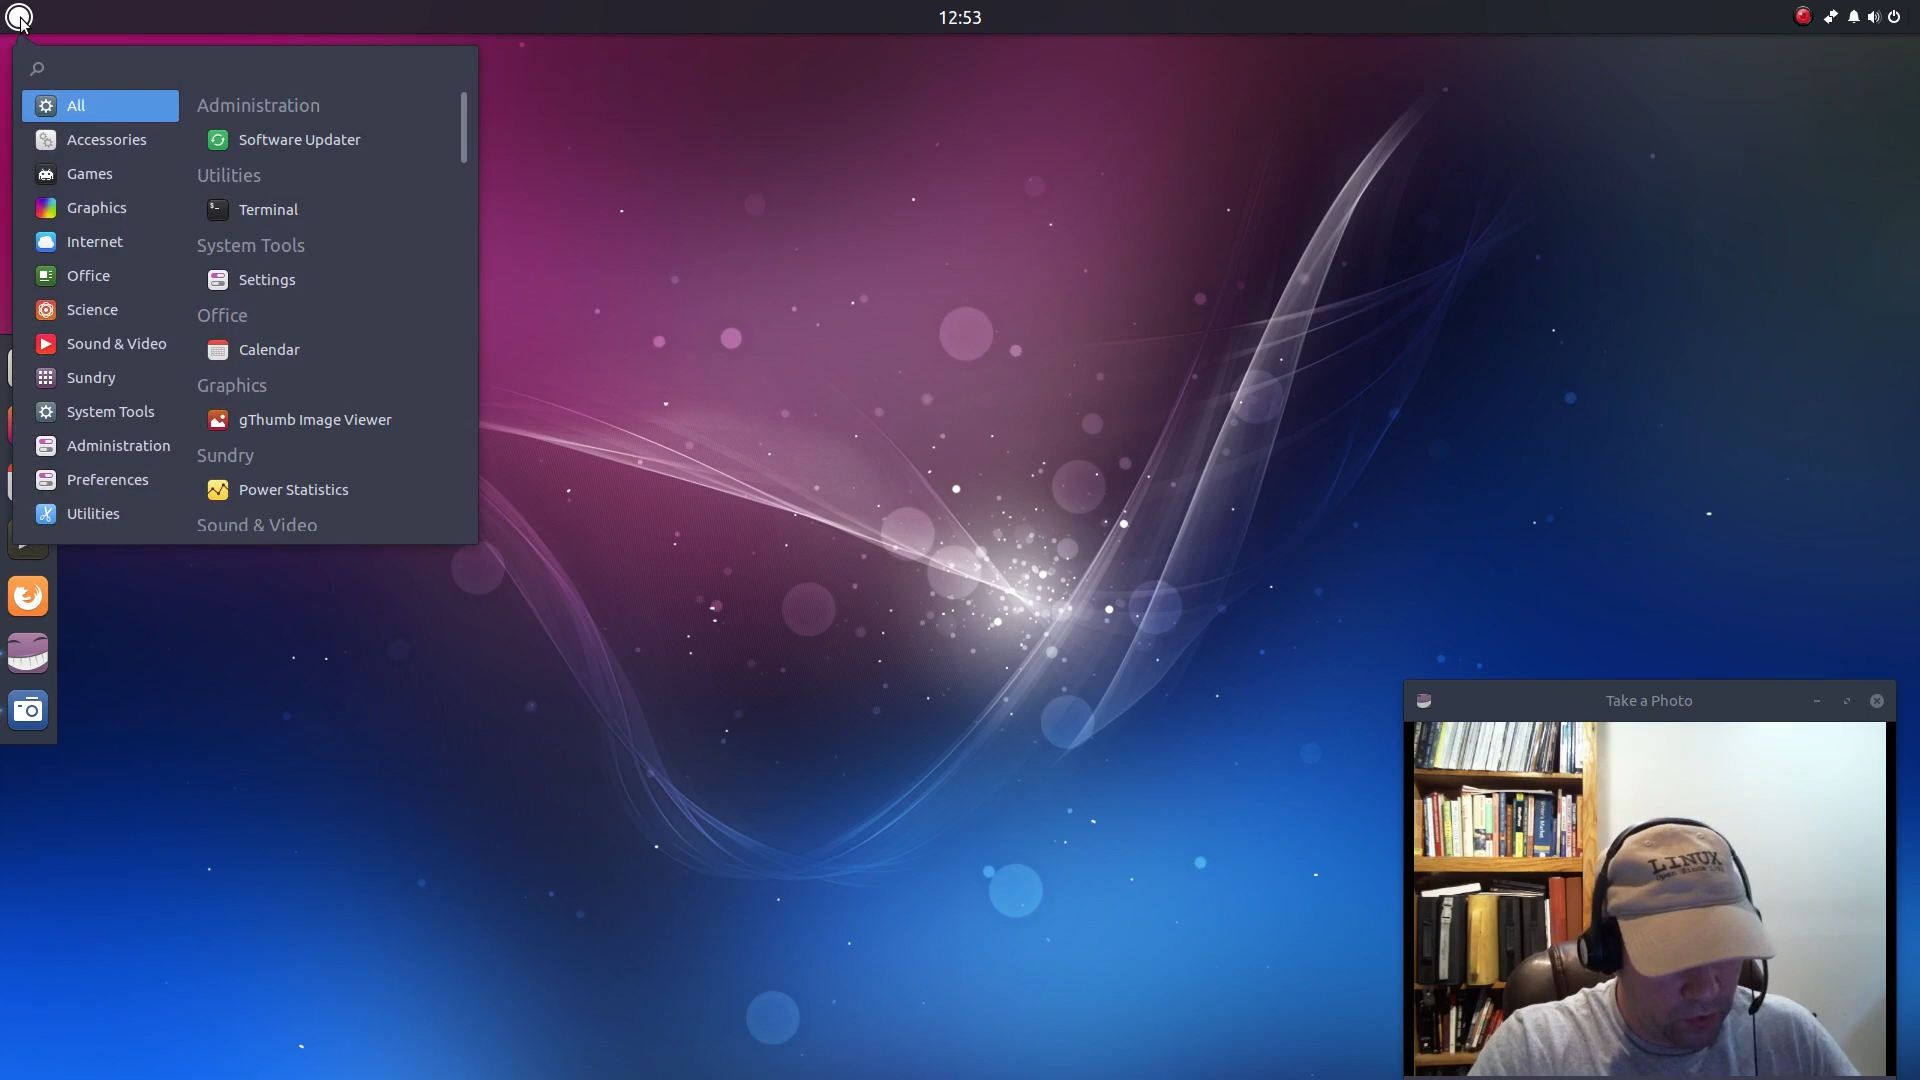 12:53
All
Accessories
Games
Graphics
Internet
Office
Science
Sound & Video
Sundry
System Tools
Administration
Preferences
Utilities
Administration
Software Updater
Utilities
Terminal
System Tools
Settings
Office
Calendar
Graphics
gThumb Image Viewer
Sundry
Power Statistics
Sound & Video
Take a Photo
LINUX